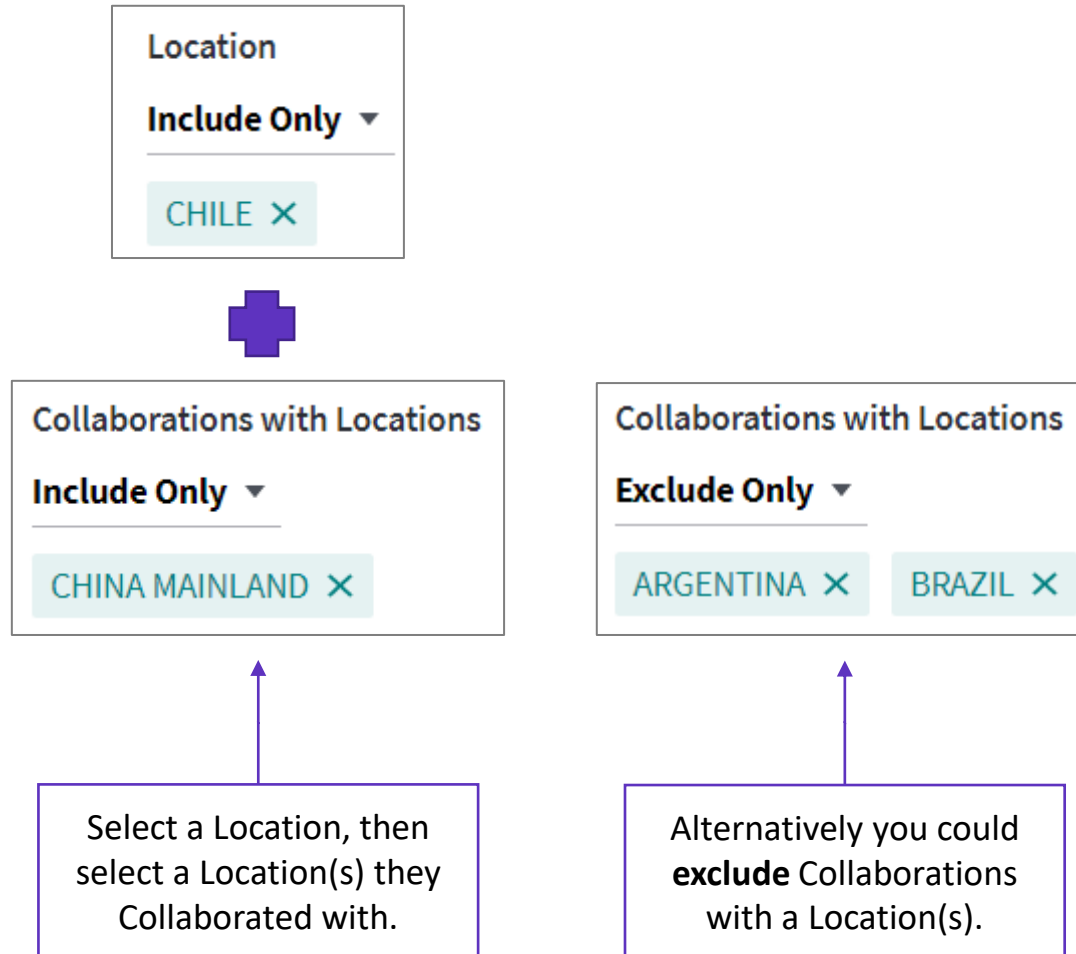 Location
Include Only
CHILE ✕
Collaborations with Locations
Include Only
CHINA MAINLAND ✕
Select a Location, then
select a Location(s) they
Collaborated with.
Collaborations with Locations
Exclude Only
ARGENTINA ✕ BRAZIL ✕
Alternatively you could
exclude Collaborations
with a Location(s).